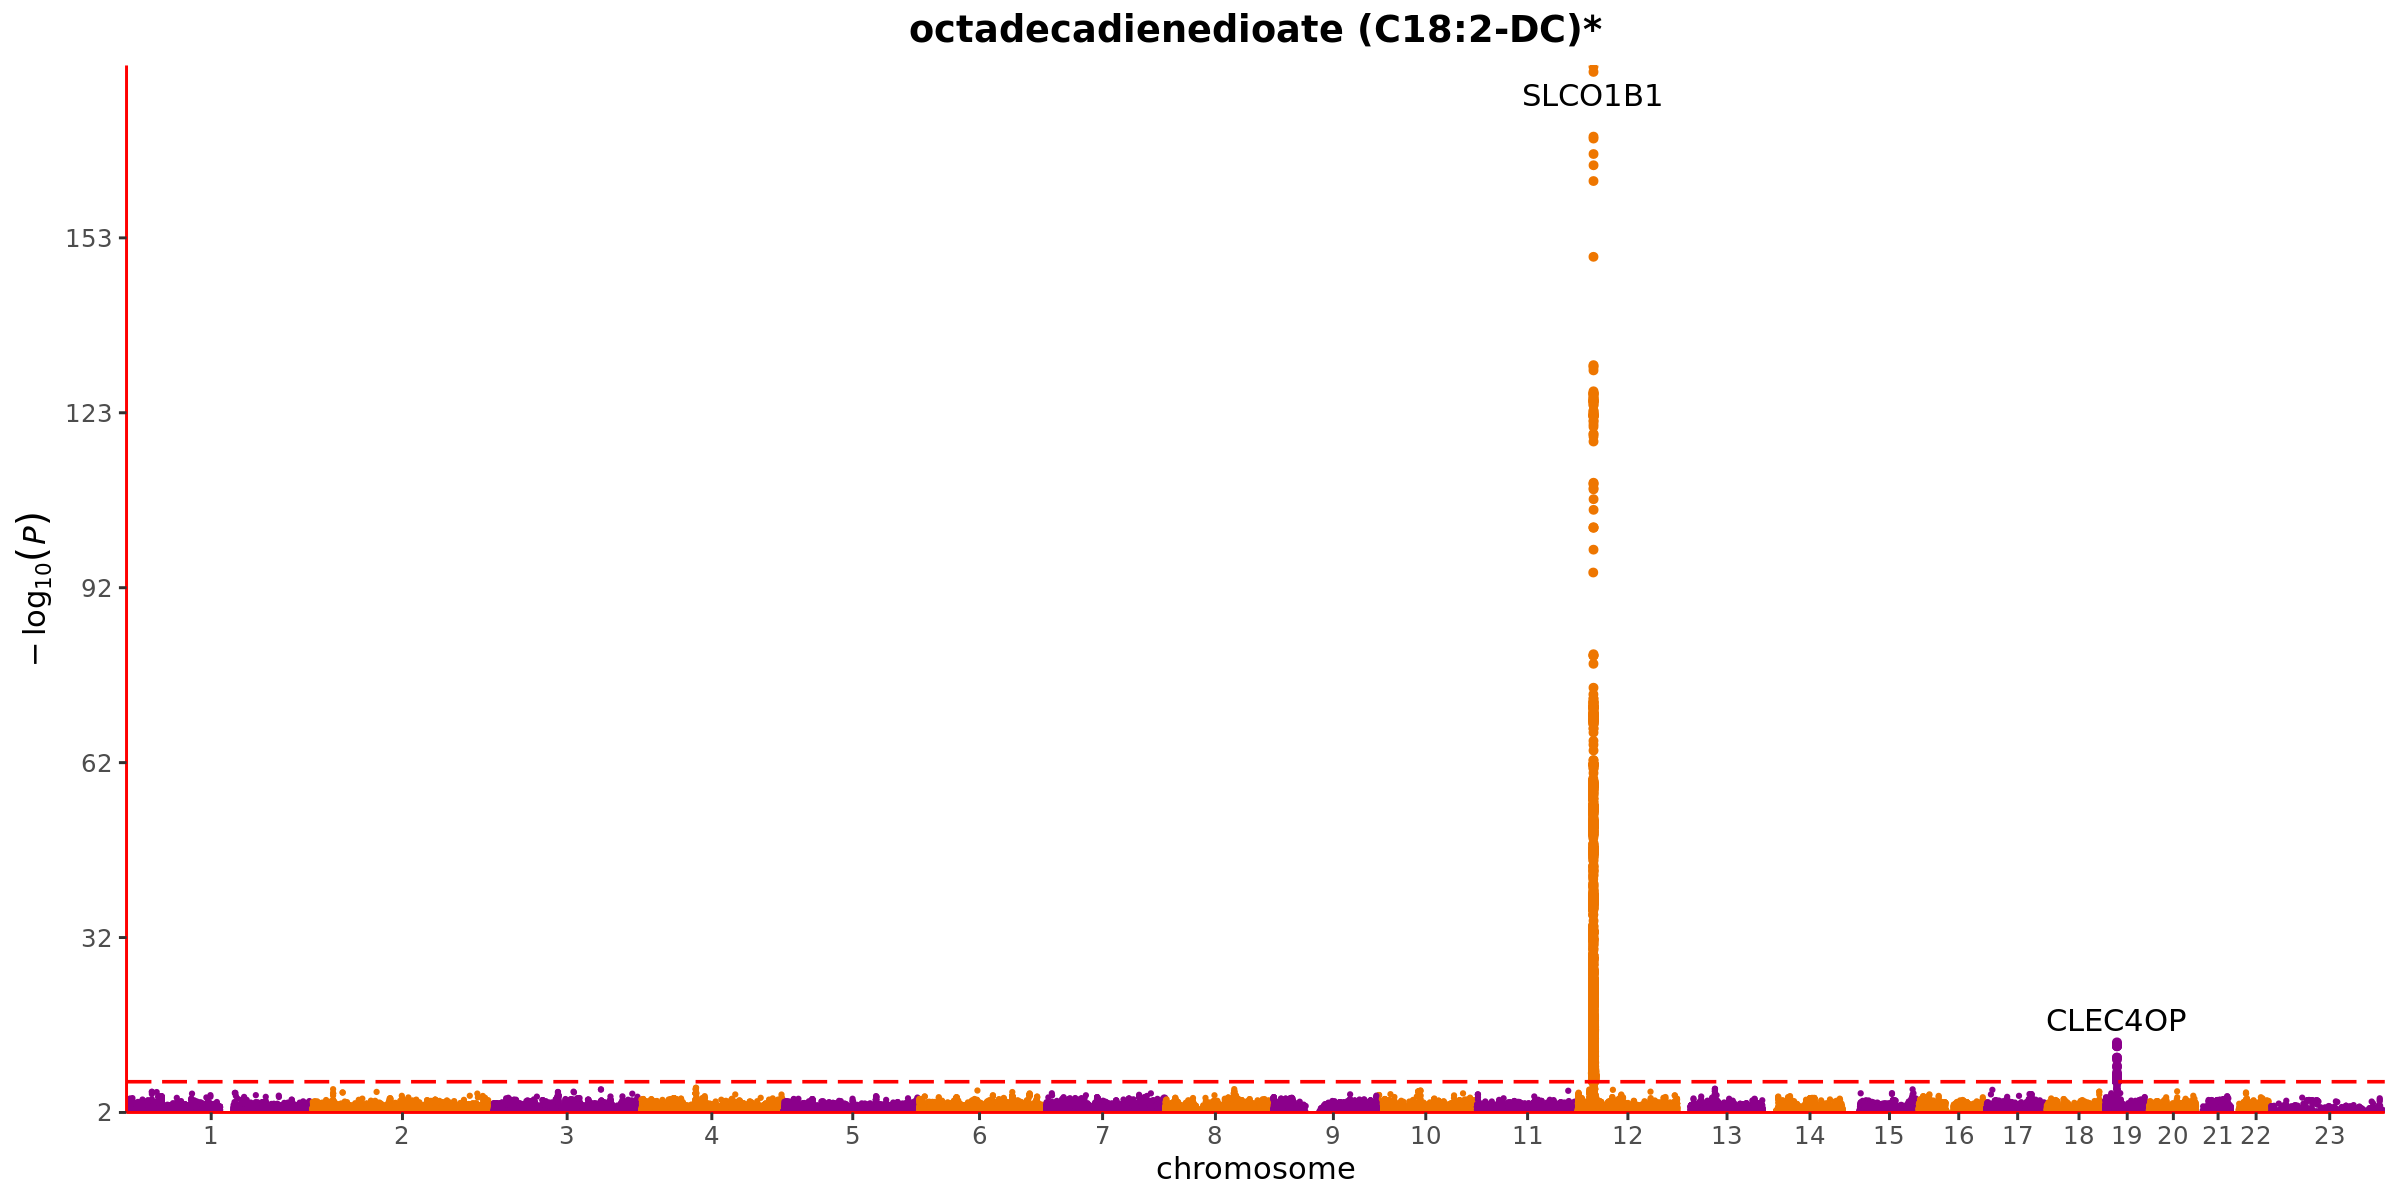 octadecadienedioate (C18:2-DC)*
SLCO1B1
153
123
92
62
32
2
− log10(P)
CLEC4OP
1 2 3 4 5 6 7 8 9 10 11 12 13 14 15 16 17 18 19 20 21 22 23
chromosome